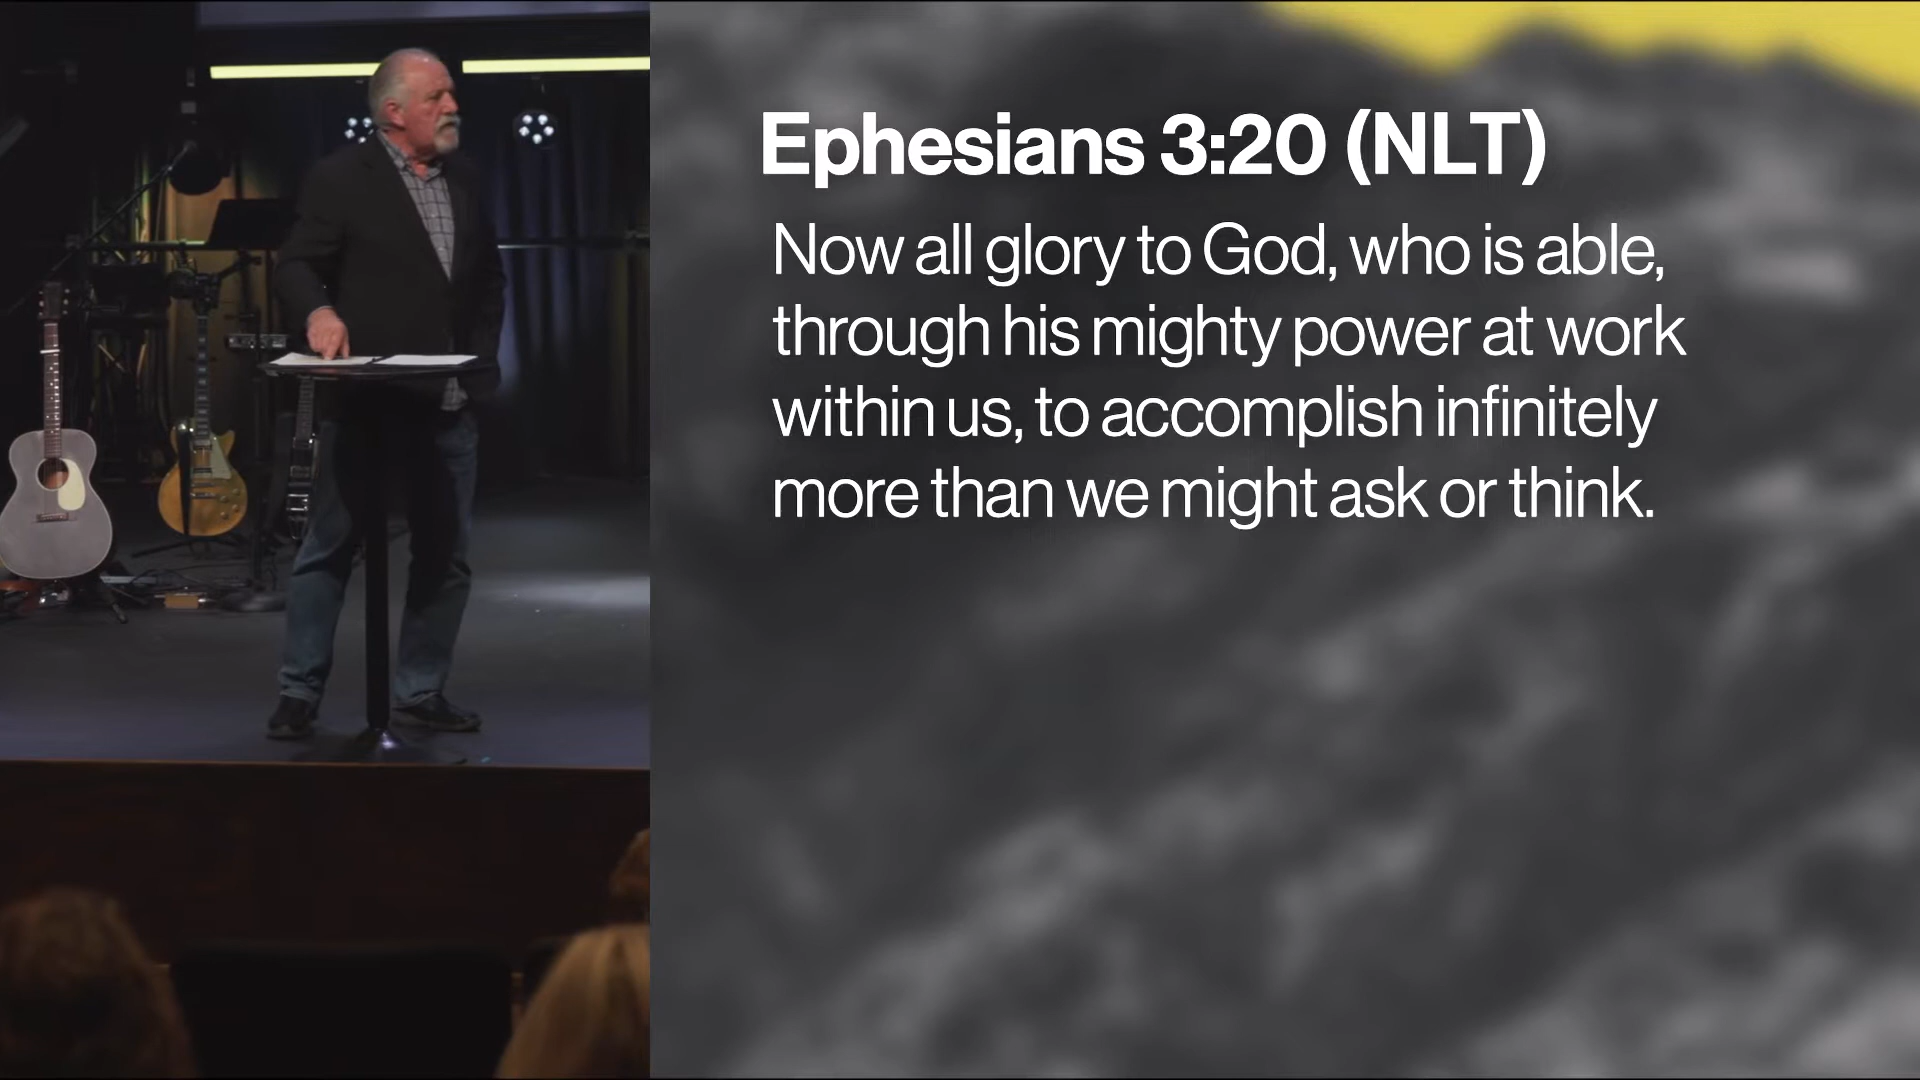 Ephesians 3:20 (NLT)
Now all glory to God, who is able,
through his mighty power at work
within us, to accomplish infinitely
more than we might ask or think.